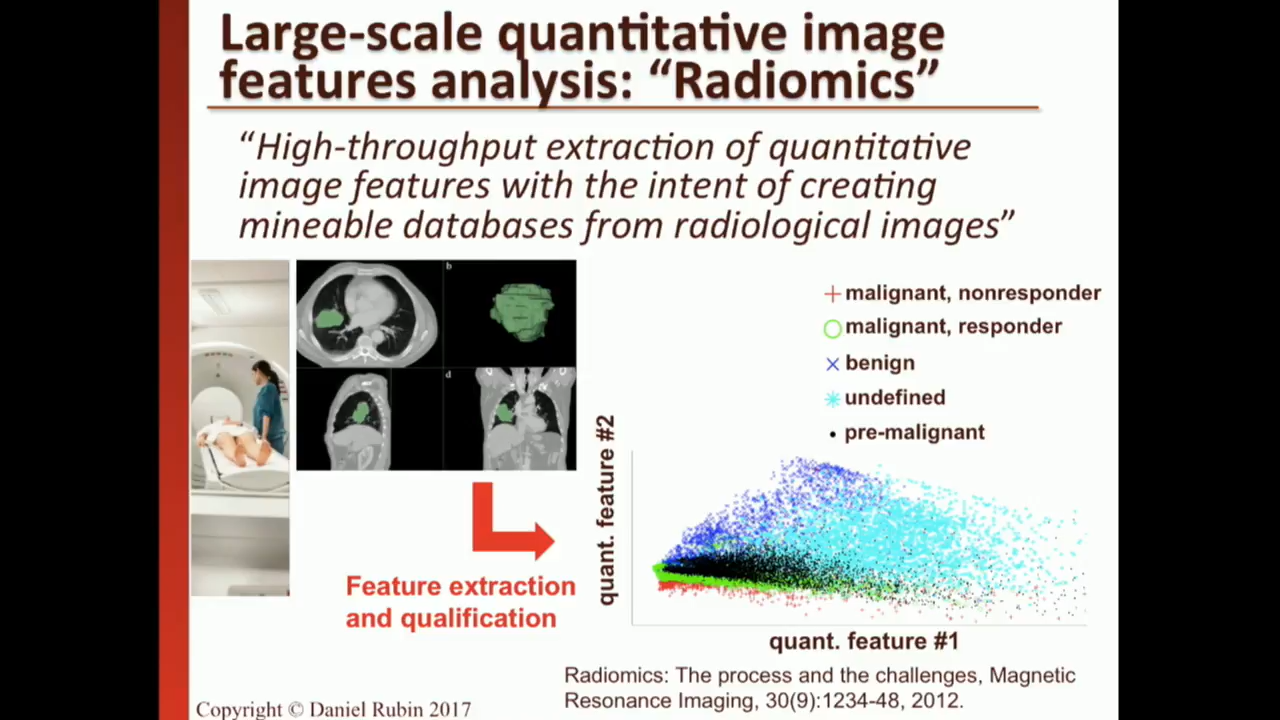 Large-scale quantitative image
features analysis: “Radiomics”
“High-throughput extraction of quantitative
image features with the intent of creating
mineable databases from radiological images”
b
d
malignant, nonresponder
malignant, responder
benign
undefined
pre-malignant
quant. feature #2
Feature extraction
and qualification
quant. feature #1
Radiomics: The process and the challenges, Magnetic
Resonance Imaging, 30(9):1234-48, 2012.
Copyright © Daniel Rubin 2017